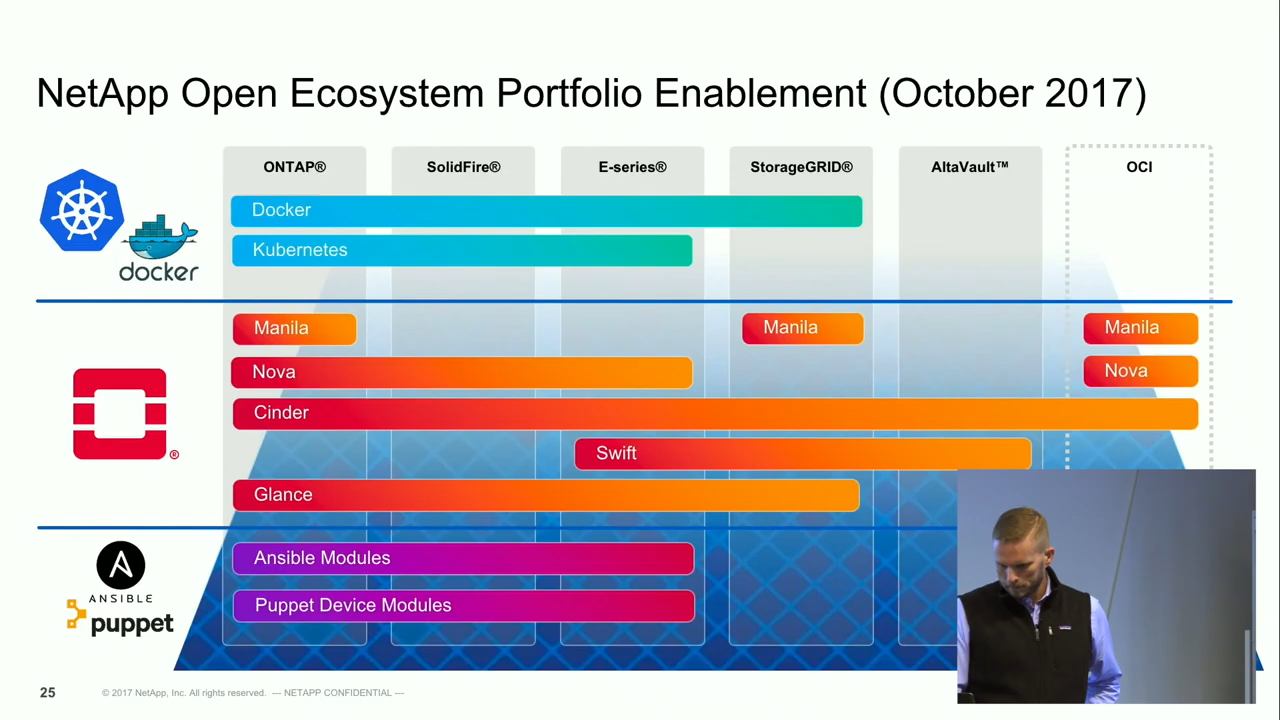 NetApp Open Ecosystem Portfolio Enablement (October 2017)
ONTAP® SolidFire® E-series® StorageGRID® AltaVault™ OCI
Docker
Kubernetes
docker
Manila Manila Manila
Nova Nova
Cinder
Swift
®
Glance
Ansible Modules
ANSIBLE
Puppet Device Modules
puppet
25 © 2017 NetApp, Inc. All rights reserved. --- NETAPP CONFIDENTIAL ---